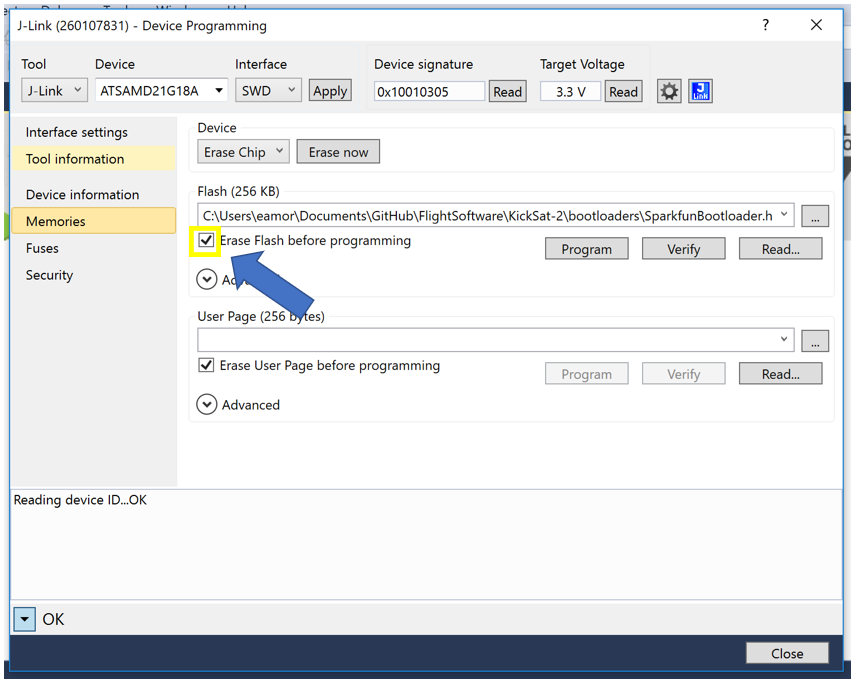 J-Link (260107831) - Device Programming
? X
Tool Device Interface Device signature Target Voltage
J-Link ATSAMD21G18A SWD Apply 0x10010305 Read 3.3 V Read
J LINK
Interface settings
Tool information
Device information
Memories
Fuses
Security
Device
Erase Chip Erase now
Flash (256 KB)
C:\Users\eamor\Documents\GitHub\FlightSoftware\KickSat-2\bootloaders\SparkfunBootloader.h ...
Erase Flash before programming
Program Verify Read...
User Page (256 bytes)
...
Erase User Page before programming
Program Verify Read...
Advanced
Reading device ID...OK
OK
Close